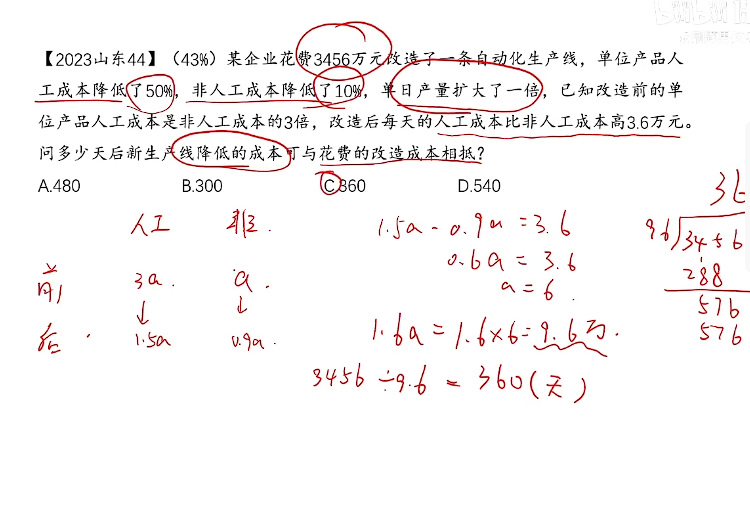 【2023山东44】（43%）某企业花费3456万元改造了一条自动化生产线，单位产品人
工成本降低了50%，非人工成本降低了10%，单日产量扩大了一倍，已知改造前的单
位产品人工成本是非人工成本的3倍，改造后每天的人工成本比非人工成本高3.6万元。
问多少天后新生产线降低的成本可与花费的改造成本相抵？
A.480 B.300 C.360 D.540
人工 非.
前 3a. a.
后 1.5a 0.9a.
1.5a - 0.9a = 3.6
0.6a = 3.6
a = 6.
1.6a = 1.6×6 = 9.6万.
3456 ÷ 9.6 = 360(天)
36
96 3456
288
576
576